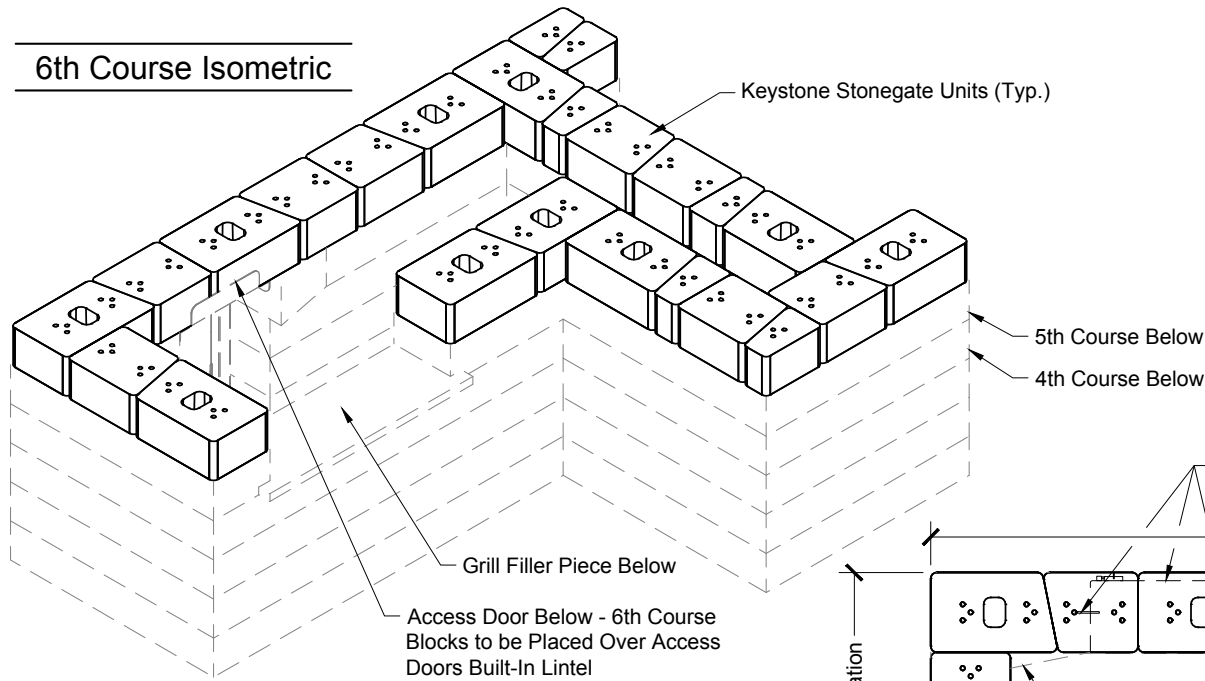 6th Course Isometric
Keystone Stonegate Units (Typ.)
5th Course Below
4th Course Below
Grill Filler Piece Below
Access Door Below - 6th Course
Blocks to be Placed Over Access
Doors Built-In Lintel